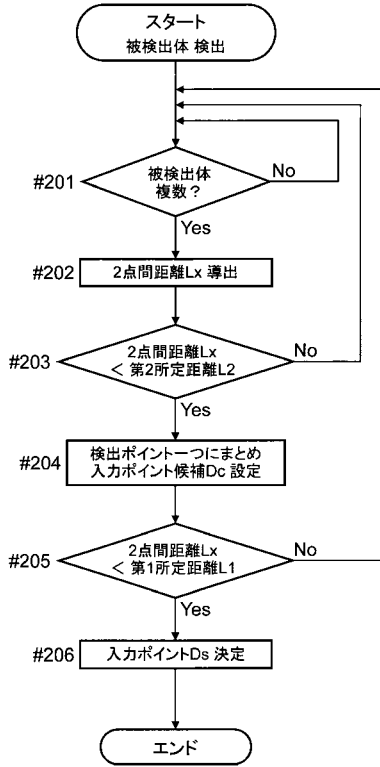 スタート
被検出体 検出
#201
被検出体
複数?
No
Yes
#202
2点間距離Lx 導出
#203
2点間距離Lx
< 第2所定距離L2
No
Yes
#204
検出ポイント一つにまとめ
入力ポイント候補Dc 設定
#205
2点間距離Lx
< 第1所定距離L1
No
Yes
#206
入力ポイントDs 決定
エンド